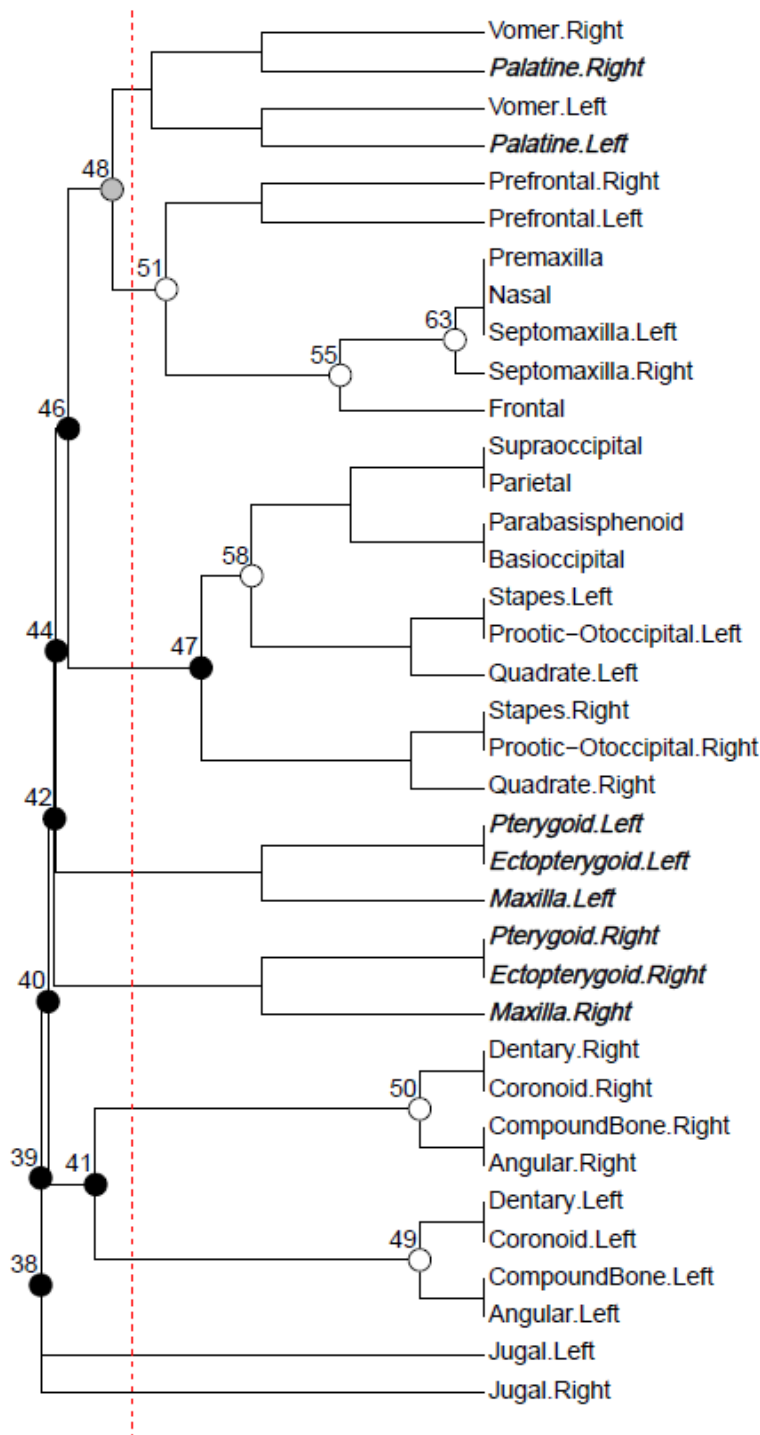 Vomer.Right
Palatine.Right
Vomer.Left
Palatine.Left
48
Prefrontal.Right
Prefrontal.Left
Premaxilla
51
Nasal
63
Septomaxilla.Left
55
Septomaxilla.Right
46
Frontal
Supraoccipital
Parietal
Parabasisphenoid
58
Basioccipital
Stapes.Left
44
Prootic−Otoccipital.Left
47
Quadrate.Left
Stapes.Right
Prootic−Otoccipital.Right
42
Quadrate.Right
Pterygoid.Left
Ectopterygoid.Left
Maxilla.Left
Pterygoid.Right
40
Ectopterygoid.Right
Maxilla.Right
Dentary.Right
50
Coronoid.Right
CompoundBone.Right
39
41
Angular.Right
Dentary.Left
49
Coronoid.Left
38
CompoundBone.Left
Angular.Left
Jugal.Left
Jugal.Right